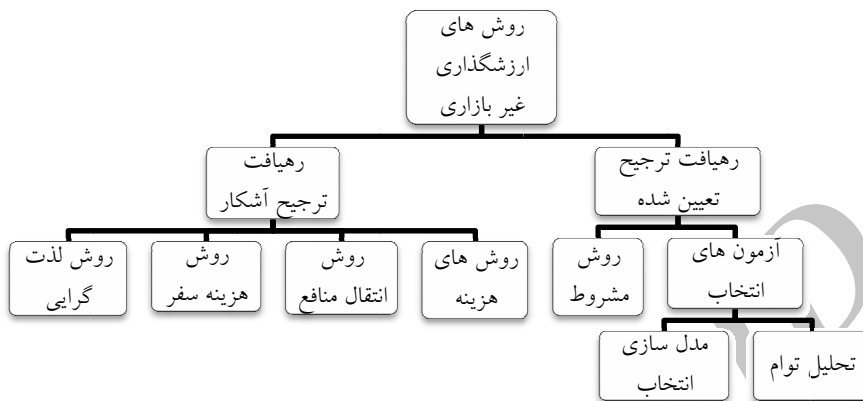 روش های
ارزشگذاری
غیر بازاری
رهیافت ترجیح
تعیین شده
رهیافت
ترجیح آشکار
آزمون های
انتخاب
روش
مشروط
روش های
هزینه
روش
انتقال منافع
روش
هزینه سفر
روش لذت
گرایی
تحلیل توام
مدل سازی
انتخاب